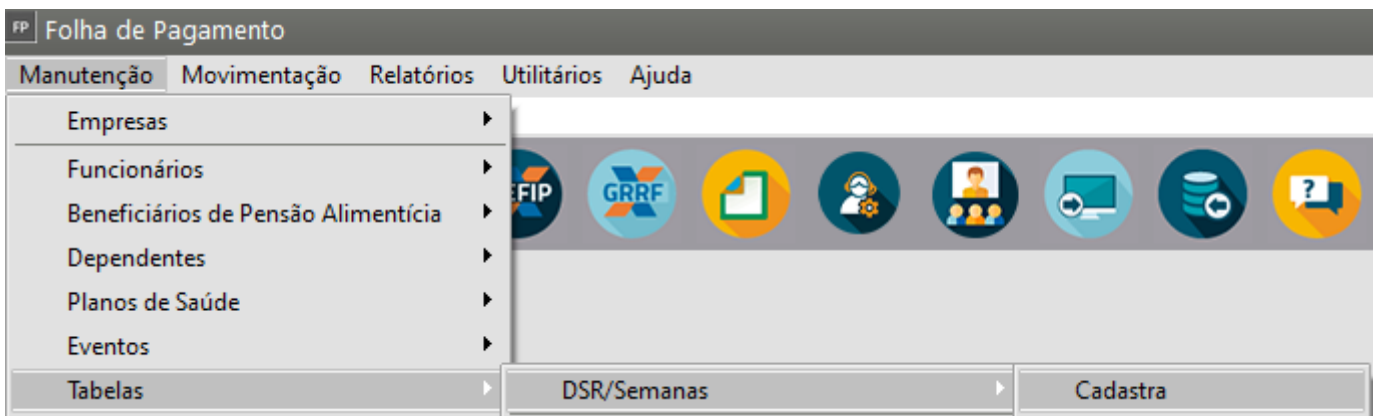 FP Folha de Pagamento
Manutenção Movimentação Relatórios Utilitários Ajuda
Empresas
Funcionários
EFIP GRRF ?
Beneficiários de Pensão Alimentícia
Dependentes
Planos de Saúde
Eventos
Tabelas DSR/Semanas Cadastra